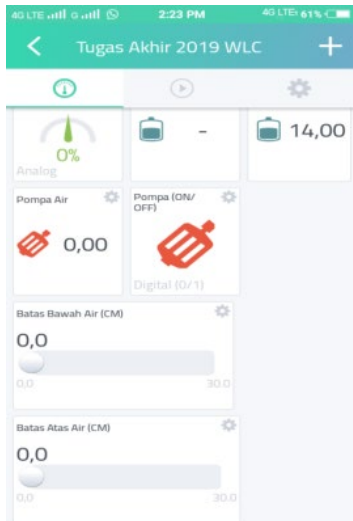 4G LTE 2:23 PM 4G LTE 61%
Tugas Akhir 2019 WLC
0%
Analog
-
14,00
Pompa Air
0,00
Pompa (ON/
OFF)
Digital (0/1)
Batas Bawah Air (CM)
0,0
0,0 30.0
Batas Atas Air (CM)
0,0
0,0 30.0